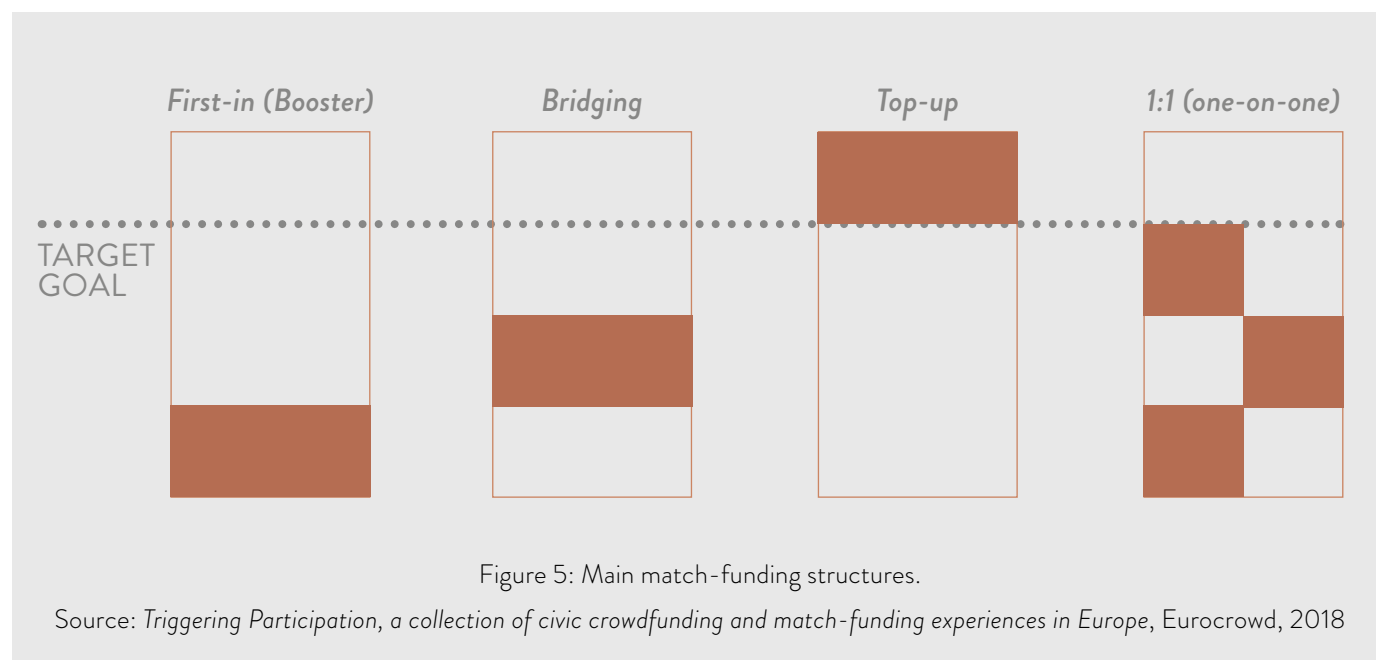 First-in (Booster)
Bridging
Top-up
1:1 (one-on-one)
TARGET
GOAL
Figure 5: Main match-funding structures.
Source: Triggering Participation, a collection of civic crowdfunding and match-funding experiences in Europe, Eurocrowd, 2018